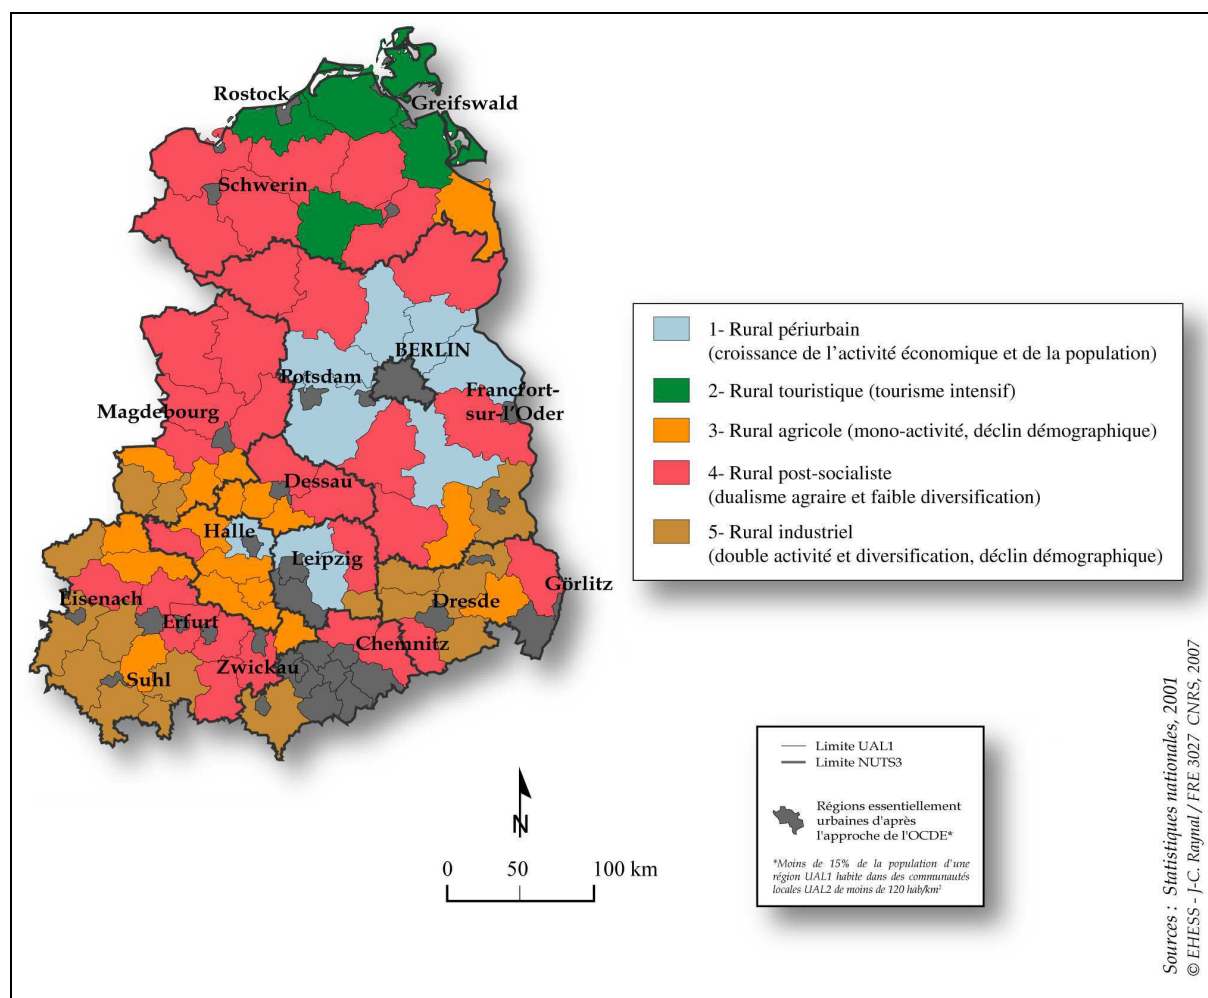 Rostock
Greifswald
Schwerin
BERLIN
Potsdam
Francfort-
sur-l'Oder
Magdebourg
Dessau
Halle
Leipzig
Görlitz
Eisenach
Dresde
Erfurt
Chemnitz
Zwickau
Suhl
1- Rural périurbain
(croissance de l'activité économique et de la population)
2- Rural touristique (tourisme intensif)
3- Rural agricole (mono-activité, déclin démographique)
4- Rural post-socialiste
(dualisme agraire et faible diversification)
5- Rural industriel
(double activité et diversification, déclin démographique)
Limite UAL1
Limite NUTS3
Régions essentiellement
urbaines d'après
l'approche de l'OCDE*
*Moins de 15% de la population d'une
région UAL1 habite dans des communautés
locales UAL2 de moins de 120 hab/km²
N
0 50 100 km
Sources : Statistiques nationales, 2001
© EHESS - J-C. Raynal / FRE 3027 CNRS, 2007